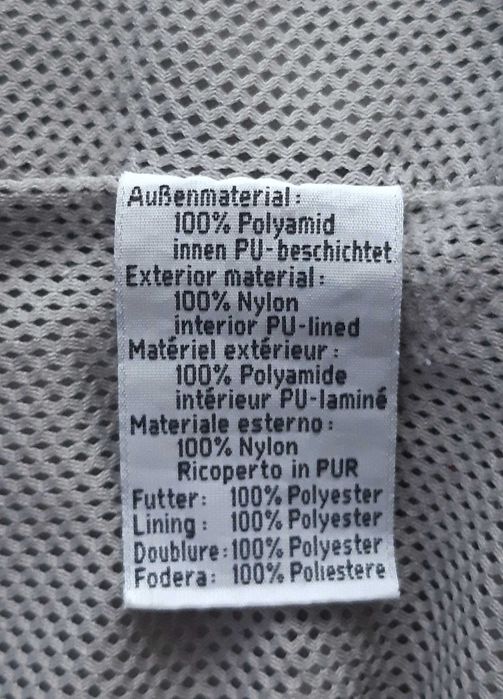 Außenmaterial:
100% Polyamid
innen PU-beschichtet
Exterior material:
100% Nylon
interior PU-lined
Matériel extérieur:
100% Polyamide
intérieur PU-laminé
Materiale esterno:
100% Nylon
Ricoperto in PUR
Futter: 100% Polyester
Lining: 100% Polyester
Doublure: 100% Polyester
Fodera: 100% Poliestere